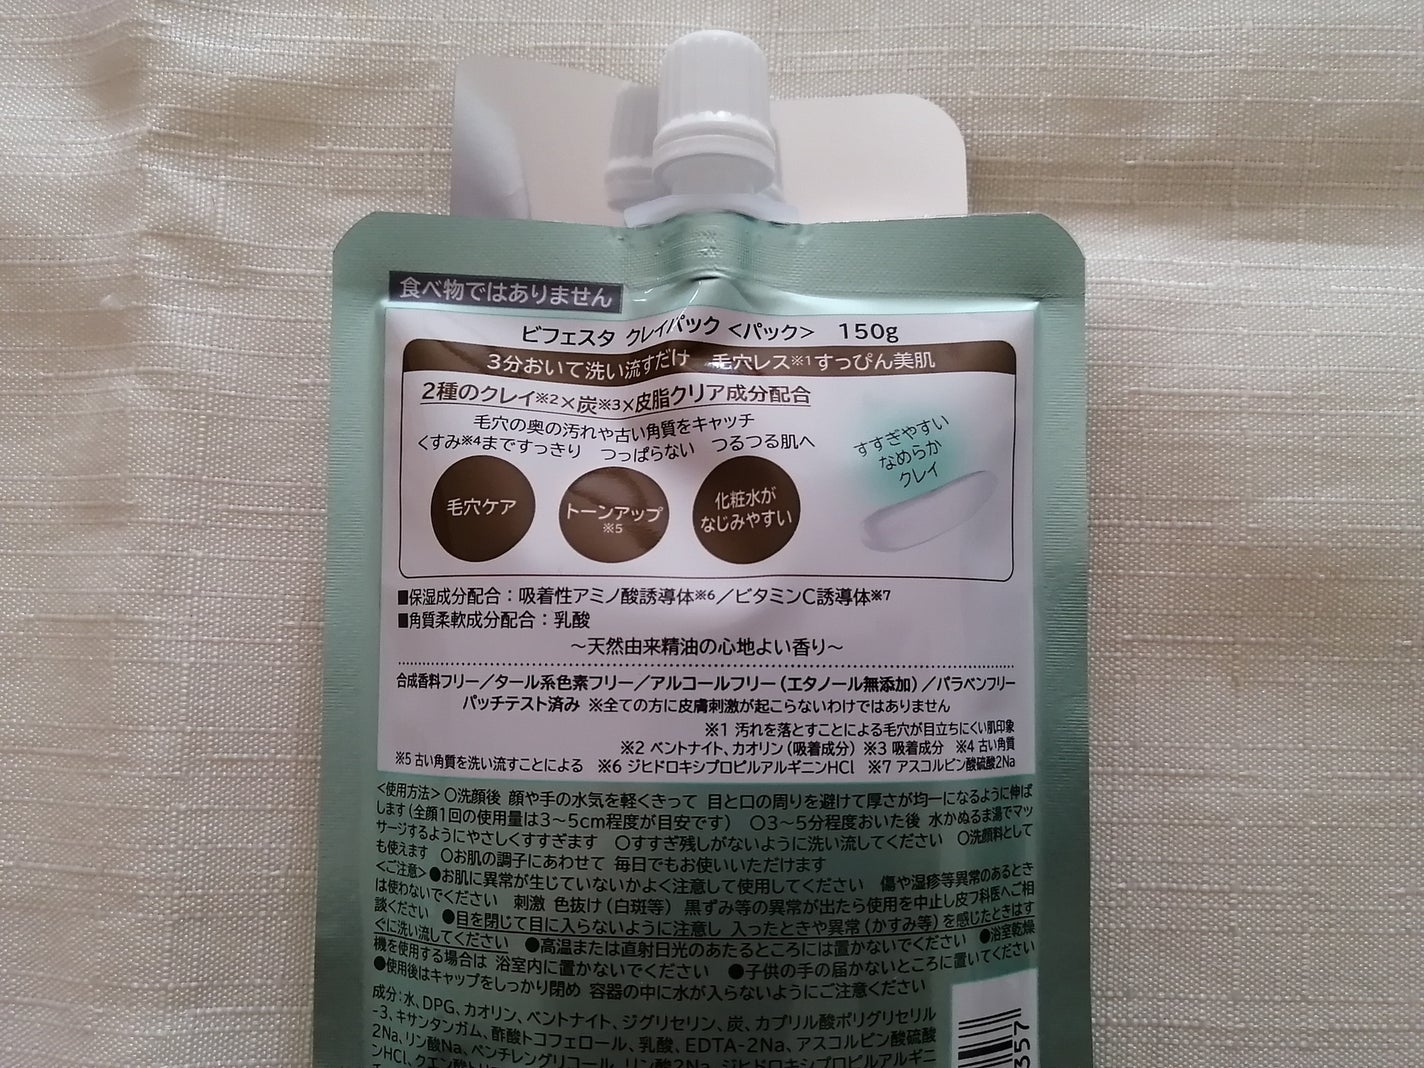 食べ物ではありません
ビフェスタ クレイパック <パック> 150g
3分おいて洗い流すだけ 毛穴レス※1すっぴん美肌
2種のクレイ※2×炭※3×皮脂クリア成分配合
毛穴の奥の汚れや古い角質をキャッチ
くすみ※4まですっきり つっぱらない つるつる肌へ
すすぎやすい
なめらか
クレイ
毛穴ケア
トーンアップ
※5
化粧水が
なじみやすい
■保湿成分配合：吸着性アミノ酸誘導体※6／ビタミンC誘導体※7
■角質柔軟成分配合：乳酸
～天然由来精油の心地よい香り～
合成香料フリー／タール系色素フリー／アルコールフリー（エタノール無添加）／パラベンフリー
パッチテスト済み ※全ての方に皮膚刺激が起こらないわけではありません
※1 汚れを落とすことによる毛穴が目立ちにくい肌印象
※2 ベントナイト、カオリン（吸着成分） ※3 吸着成分 ※4 古い角質
※5 古い角質を洗い流すことによる ※6 ジヒドロキシプロピルアルギニンHCl ※7 アスコルビン酸硫酸2Na
<使用方法> ○洗顔後 顔や手の水気を軽くきって 目と口の周りを避けて厚さが均一になるように伸ば
します（全顔1回の使用量は3～5cm程度が目安です） ○3～5分程度おいた後 水かぬるま湯でマッ
サージするようにやさしくすすぎます ○すすぎ残しがないように洗い流してください ○洗顔料として
も使えます ○お肌の調子にあわせて 毎日でもお使いいただけます
<ご注意> ●お肌に異常が生じていないかよく注意して使用してください 傷や湿疹等異常のあるとき
は使わないでください 刺激 色抜け（白斑等） 黒ずみ等の異常が出たら使用を中止し皮フ科医へご相
談ください ●目を閉じて目に入らないように注意し 入ったときや異常（かすみ等）を感じたときはす
ぐに洗い流してください ●高温または直射日光のあたるところには置かないでください ●浴室乾燥
機を使用する場合は 浴室内に置かないでください ●子供の手の届かないところに置いてください
●使用後はキャップをしっかり閉め 容器の中に水が入らないようにご注意ください
成分：水、DPG、カオリン、ベントナイト、ジグリセリン、炭、カプリル酸ポリグリセリル
-3、キサンタンガム、酢酸トコフェロール、乳酸、EDTA-2Na、アスコルビン酸硫酸
2Na、リン酸Na、ペンチレングリコール、リン酸2Na、ジヒドロキシプロピルアルギニ
ンHCl、クエン酸
357